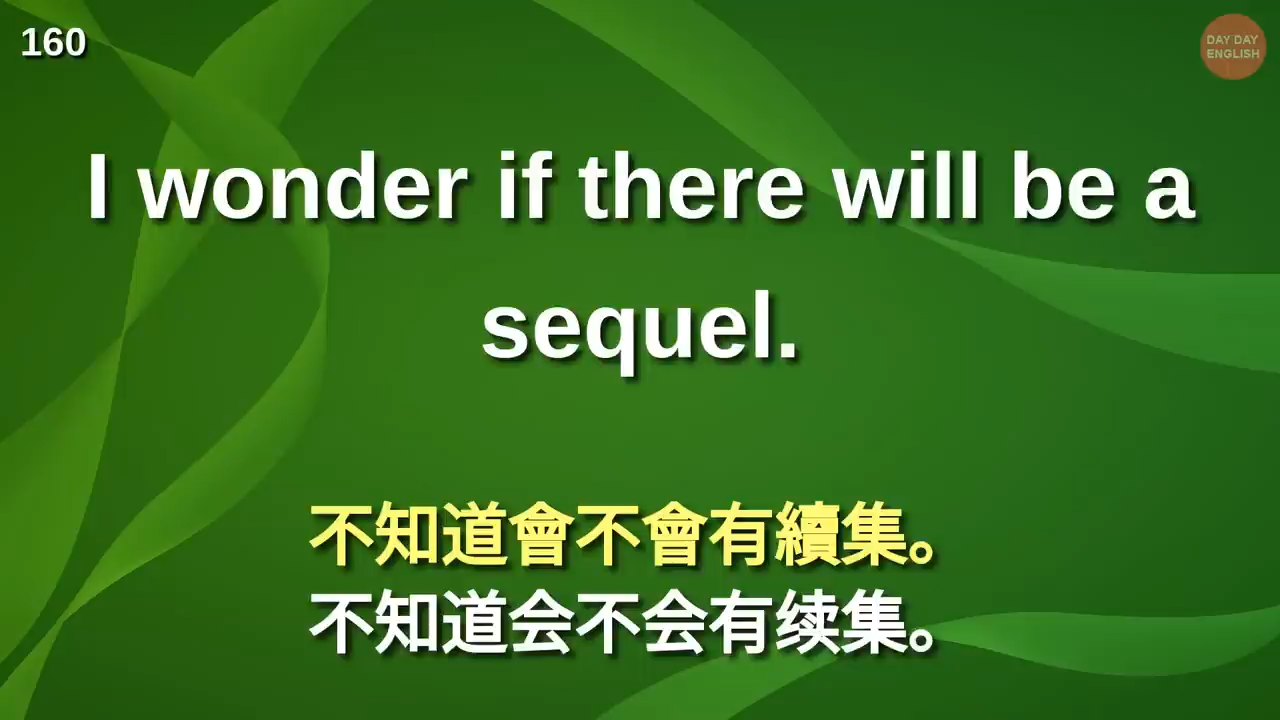 160
DAY DAY
ENGLISH
I wonder if there will be a
sequel.
不知道會不會有續集。
不知道会不会有续集。